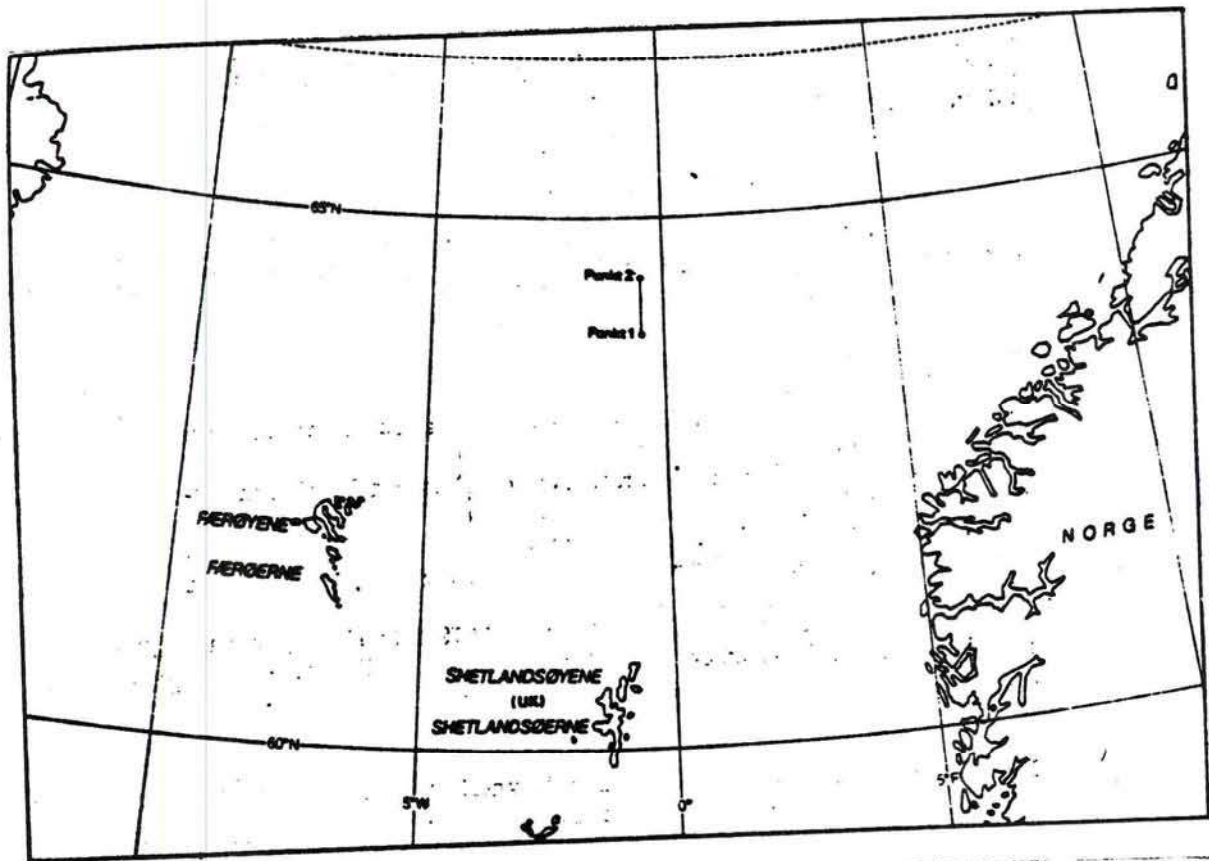 65°N
Punkt 2
Punkt 1
FÆRØYENE
FÆRØERNE
NORGE
SHETLANDSØYENE
(UK)
SHETLANDSØERNE
60°N
5°W
0°
5°E